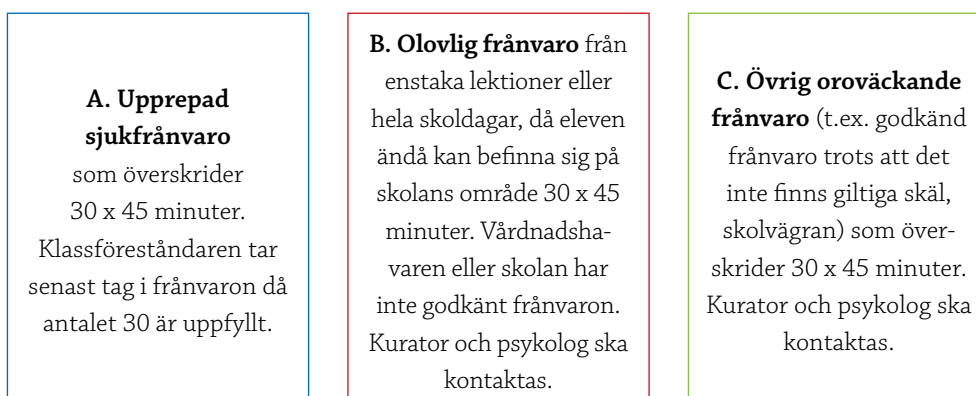 A. Upprepad
sjukfrånvaro
som överskrider
30 x 45 minuter.
Klassföreståndaren tar
senast tag i frånvaron då
antalet 30 är uppfyllt.
B. Olovlig frånvaro från
enstaka lektioner eller
hela skoldagar, då eleven
ändå kan befinna sig på
skolans område 30 x 45
minuter. Vårdnadsha-
varen eller skolan har
inte godkänt frånvaron.
Kurator och psykolog ska
kontaktas.
C. Övrig oroväckande
frånvaro (t.ex. godkänd
frånvaro trots att det
inte finns giltiga skäl,
skolvägran) som över-
skrider 30 x 45 minuter.
Kurator och psykolog ska
kontaktas.